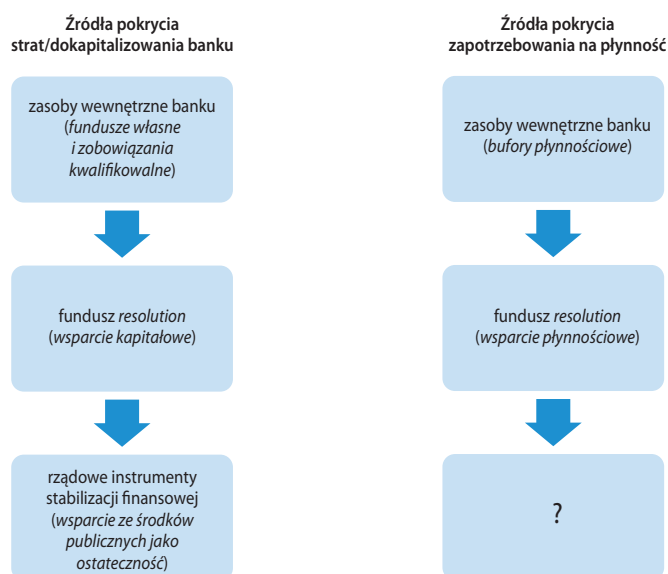 Źródła pokrycia
strat/dokapitalizowania banku
zasoby wewnętrzne banku
(fundusze własne
i zobowiązania
kwalifikowalne)
fundusz resolution
(wsparcie kapitałowe)
rządowe instrumenty
stabilizacji finansowej
(wsparcie ze środków
publicznych jako
ostateczność)
Źródła pokrycia
zapotrzebowania na płynność
zasoby wewnętrzne banku
(bufory płynnościowe)
fundusz resolution
(wsparcie płynnościowe)
?